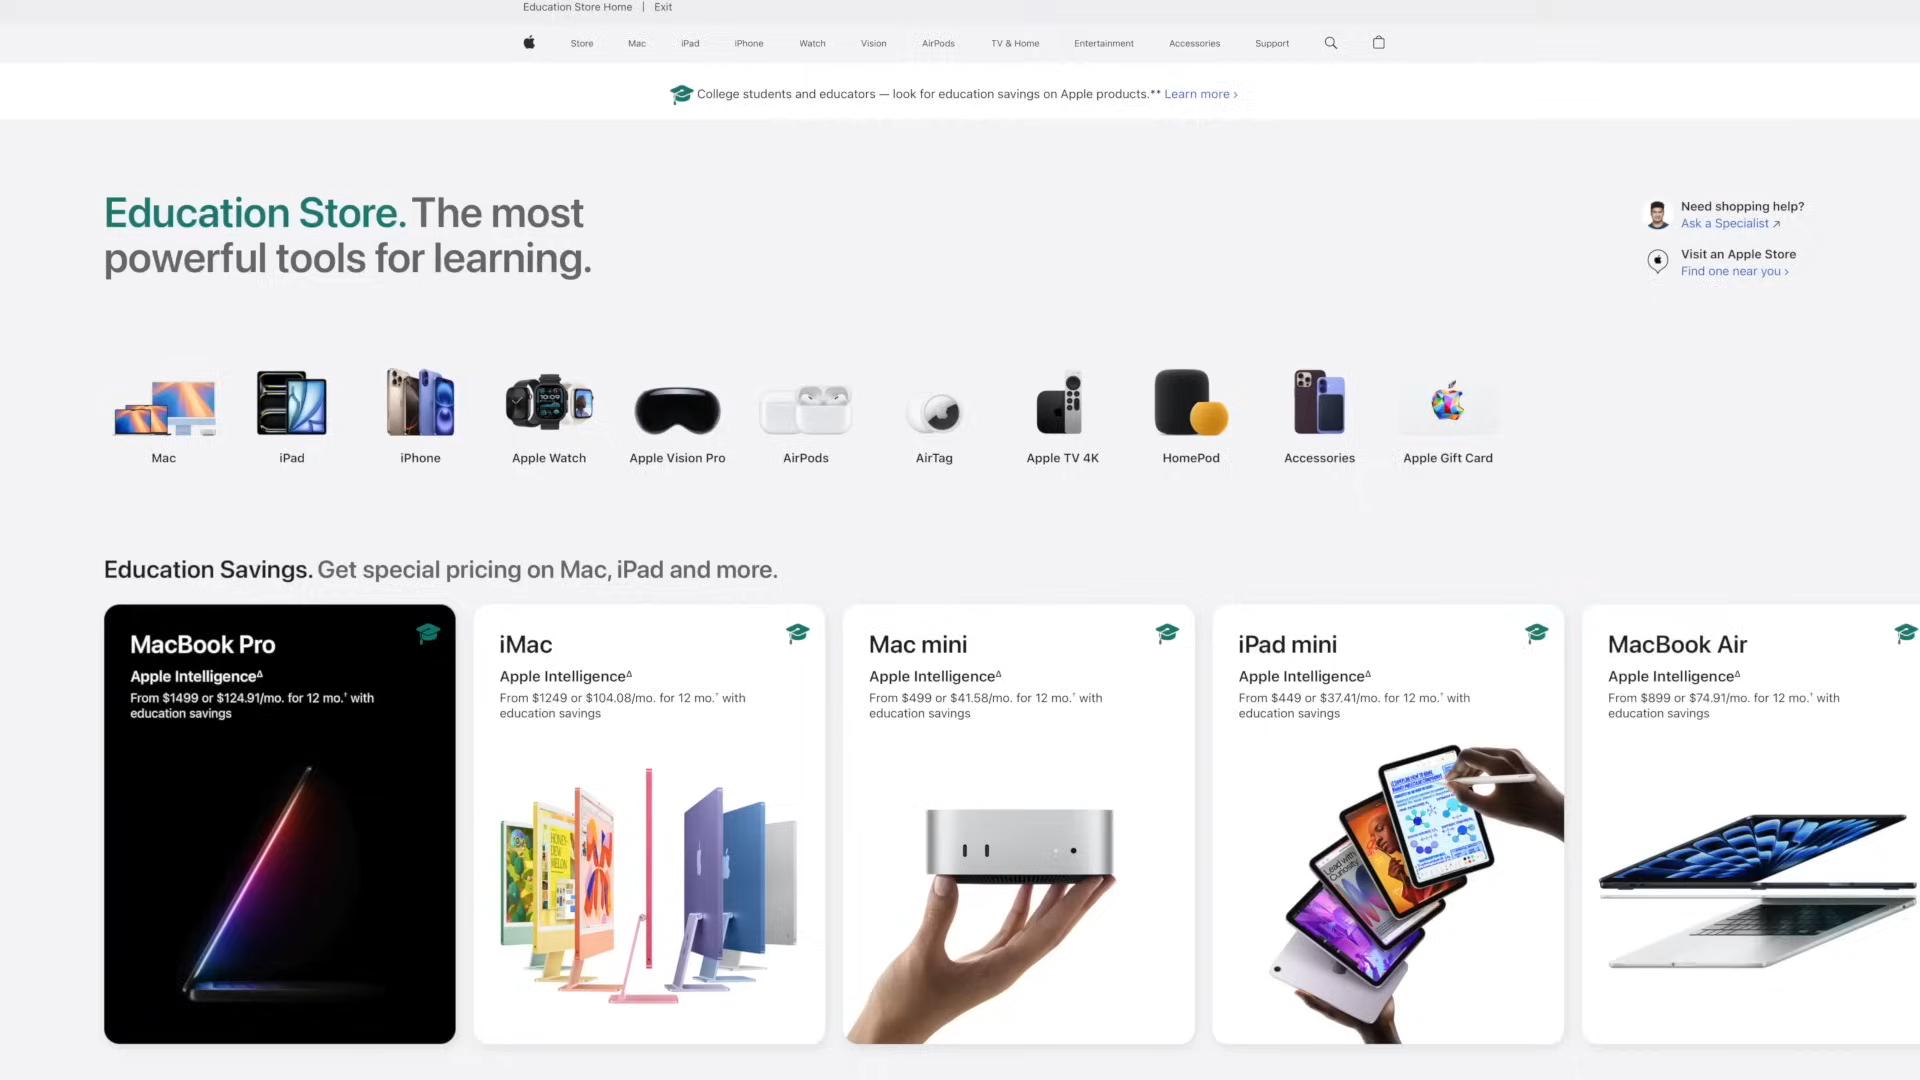 Education Store Home | Exit
Store Mac iPad iPhone Watch Vision AirPods TV & Home Entertainment Accessories Support
College students and educators — look for education savings on Apple products.** Learn more ›
Education Store. The most
powerful tools for learning.
Need shopping help?
Ask a Specialist ↗
Visit an Apple Store
Find one near you ›
Mac iPad iPhone Apple Watch Apple Vision Pro AirPods AirTag Apple TV 4K HomePod Accessories Apple Gift Card
Education Savings. Get special pricing on Mac, iPad and more.
MacBook Pro
Apple Intelligence∆
From $1499 or $124.91/mo. for 12 mo.† with
education savings
iMac
Apple Intelligence∆
From $1249 or $104.08/mo. for 12 mo.† with
education savings
Mac mini
Apple Intelligence∆
From $499 or $41.58/mo. for 12 mo.† with
education savings
iPad mini
Apple Intelligence∆
From $449 or $37.41/mo. for 12 mo.† with
education savings
Lead with
Curiosity
MacBook Air
Apple Intelligence∆
From $899 or $74.91/mo. for 12 mo.† with
education savings